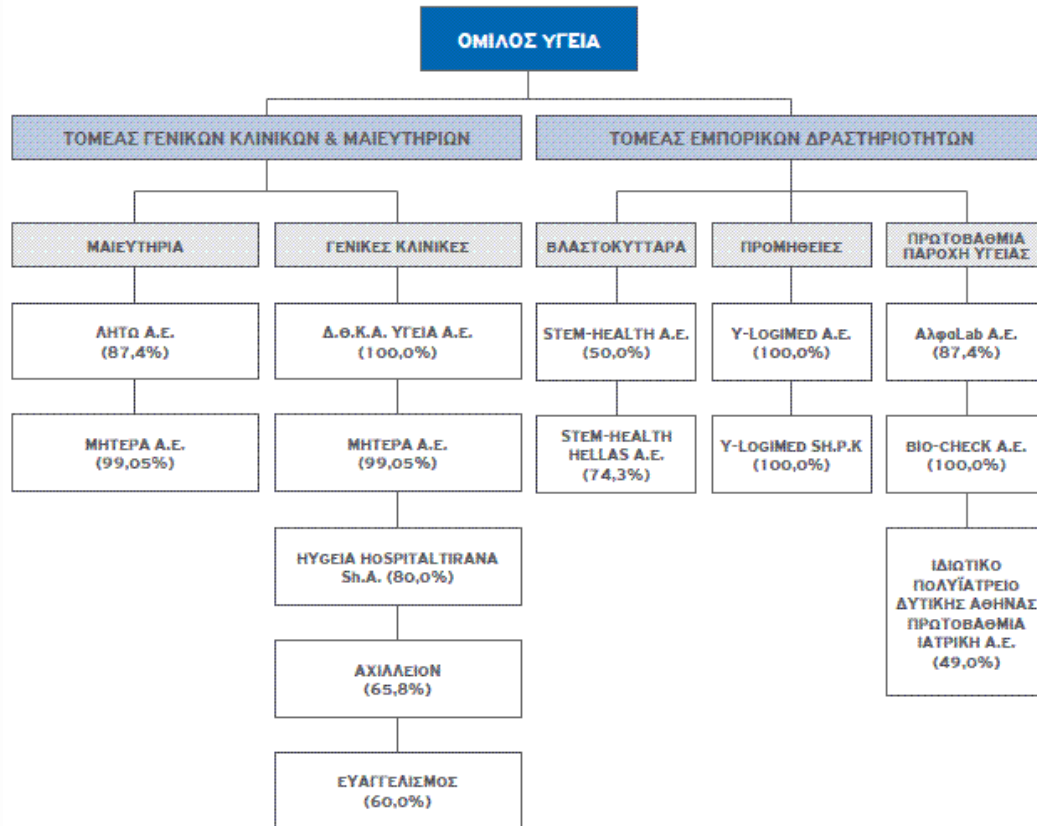 ΟΜΙΛΟΣ ΥΓΕΙΑ
ΤΟΜΕΑΣ ΓΕΝΙΚΩΝ ΚΛΙΝΙΚΩΝ & ΜΑΙΕΥΤΗΡΙΩΝ
ΤΟΜΕΑΣ ΕΜΠΟΡΙΚΩΝ ΔΡΑΣΤΗΡΙΟΤΗΤΩΝ
ΜΑΙΕΥΤΗΡΙΑ
ΓΕΝΙΚΕΣ ΚΛΙΝΙΚΕΣ
ΒΛΑΣΤΟΚΥΤΤΑΡΑ
ΠΡΟΜΗΘΕΙΕΣ
ΠΡΩΤΟΒΑΘΜΙΑ
ΠΑΡΟΧΗ ΥΓΕΙΑΣ
ΛΗΤΩ Α.Ε.
(87,4%)
Δ.Θ.Κ.Α. ΥΓΕΙΑ Α.Ε.
(100,0%)
STEM-HEALTH Α.Ε.
(50,0%)
Y-LOGIMED Α.Ε.
(100,0%)
ΑλφαLab Α.Ε.
(87,4%)
ΜΗΤΕΡΑ Α.Ε.
(99,05%)
ΜΗΤΕΡΑ Α.Ε.
(99,05%)
STEM-HEALTH
HELLAS Α.Ε.
(74,3%)
Y-LOGIMED SH.P.K
(100,0%)
BIO-CHECK Α.Ε.
(100,0%)
HYGEIA HOSPITALTIRANA
Sh.A. (80,0%)
ΙΔΙΩΤΙΚΟ
ΠΟΛΥΪΑΤΡΕΙΟ
ΔΥΤΙΚΗΣ ΑΘΗΝΑΣ
ΠΡΩΤΟΒΑΘΜΙΑ
ΙΑΤΡΙΚΗ Α.Ε.
(49,0%)
ΑΧΙΛΛΕΙΟΝ
(65,8%)
ΕΥΑΓΓΕΛΙΣΜΟΣ
(60,0%)